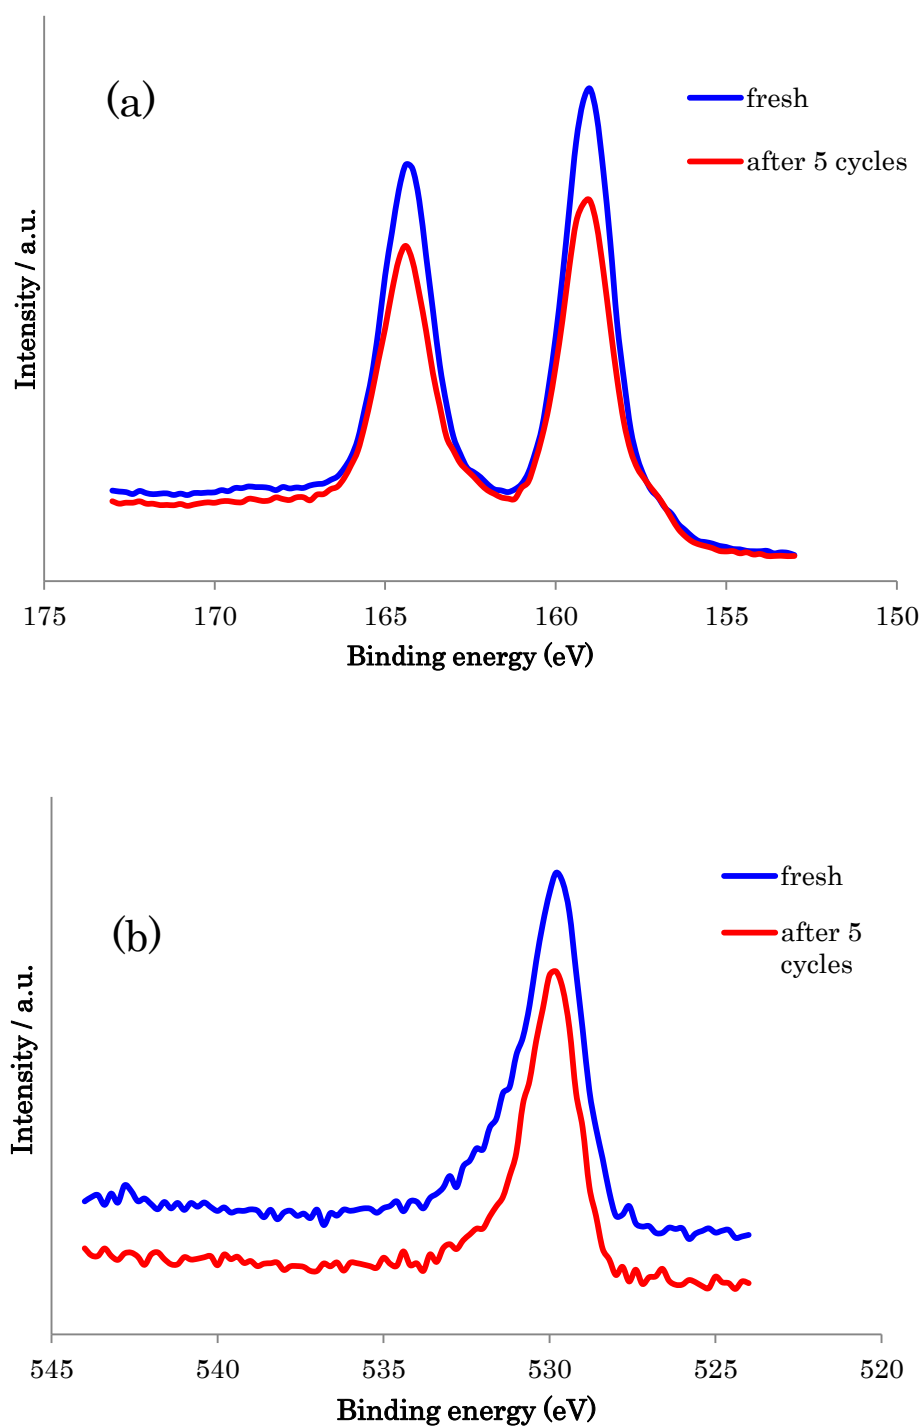 (a)
fresh
after 5 cycles
Intensity / a.u.
175 170 165 160 155 150
Binding energy (eV)
(b)
fresh
after 5
cycles
Intensity / a.u.
545 540 535 530 525 520
Binding energy (eV)